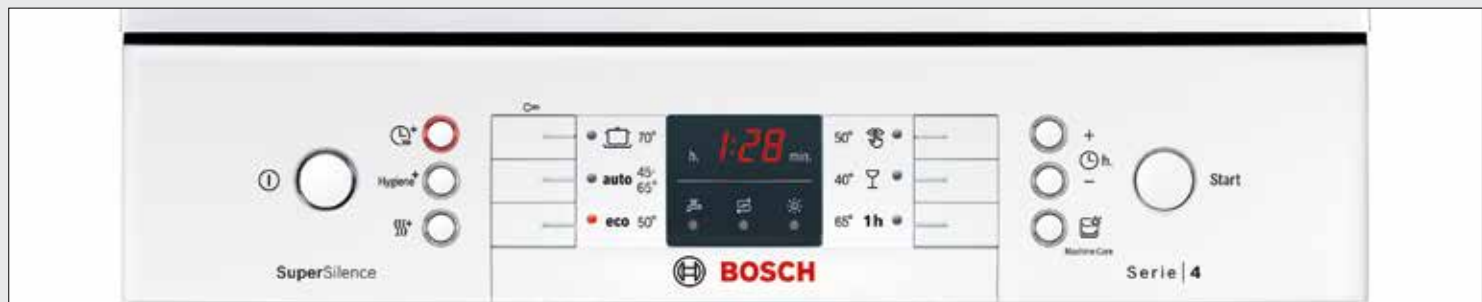 70°
1:28
50°
h.
min.
Hygiene+
auto 45-
65°
40°
+
h.
-
Start
eco 50°
65° 1h
Machine Care
SuperSilence
BOSCH
Serie | 4